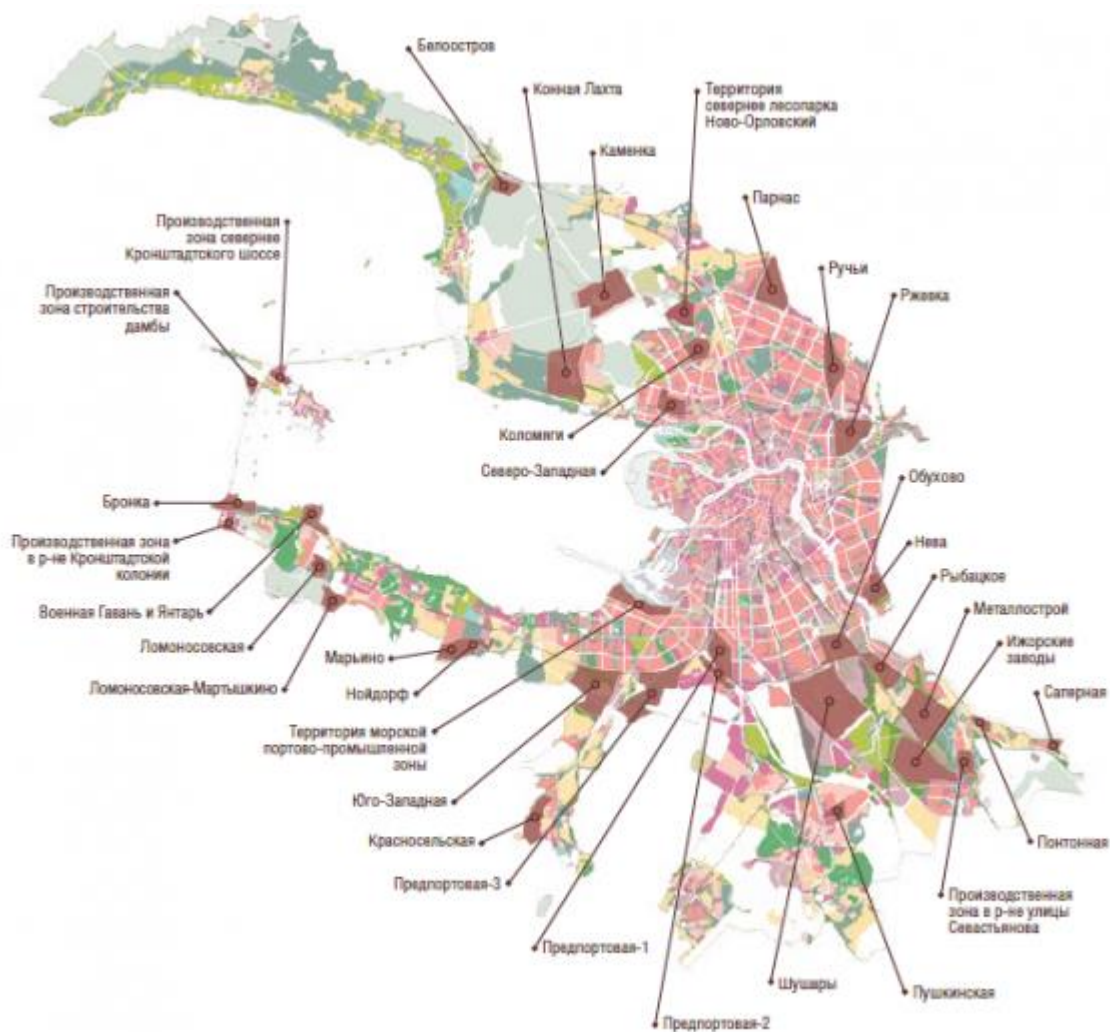 Белоостров
Конная Лахта
Территория
севернее лесопарка
Ново-Орловский
Каменка
Парнас
Производственная
зона севернее
Кронштадтского шоссе
Ручьи
Ржевка
Производственная
зона строительства
дамбы
Коломяги
Северо-Западная
Обухово
Бронка
Нева
Производственная зона
в р-не Кронштадтской
колонии
Рыбацкое
Военная Гавань и Янтарь
Металлострой
Ижорские
заводы
Ломоносовская
Марьино
Ломоносовская-Мартышкино
Нойдорф
Саперная
Территория морской
портово-промышленной
зоны
Юго-Западная
Красносельская
Понтонная
Предпортовая-3
Производственная
зона в р-не улицы
Севастьянова
Предпортовая-1
Шушары
Пушкинская
Предпортовая-2